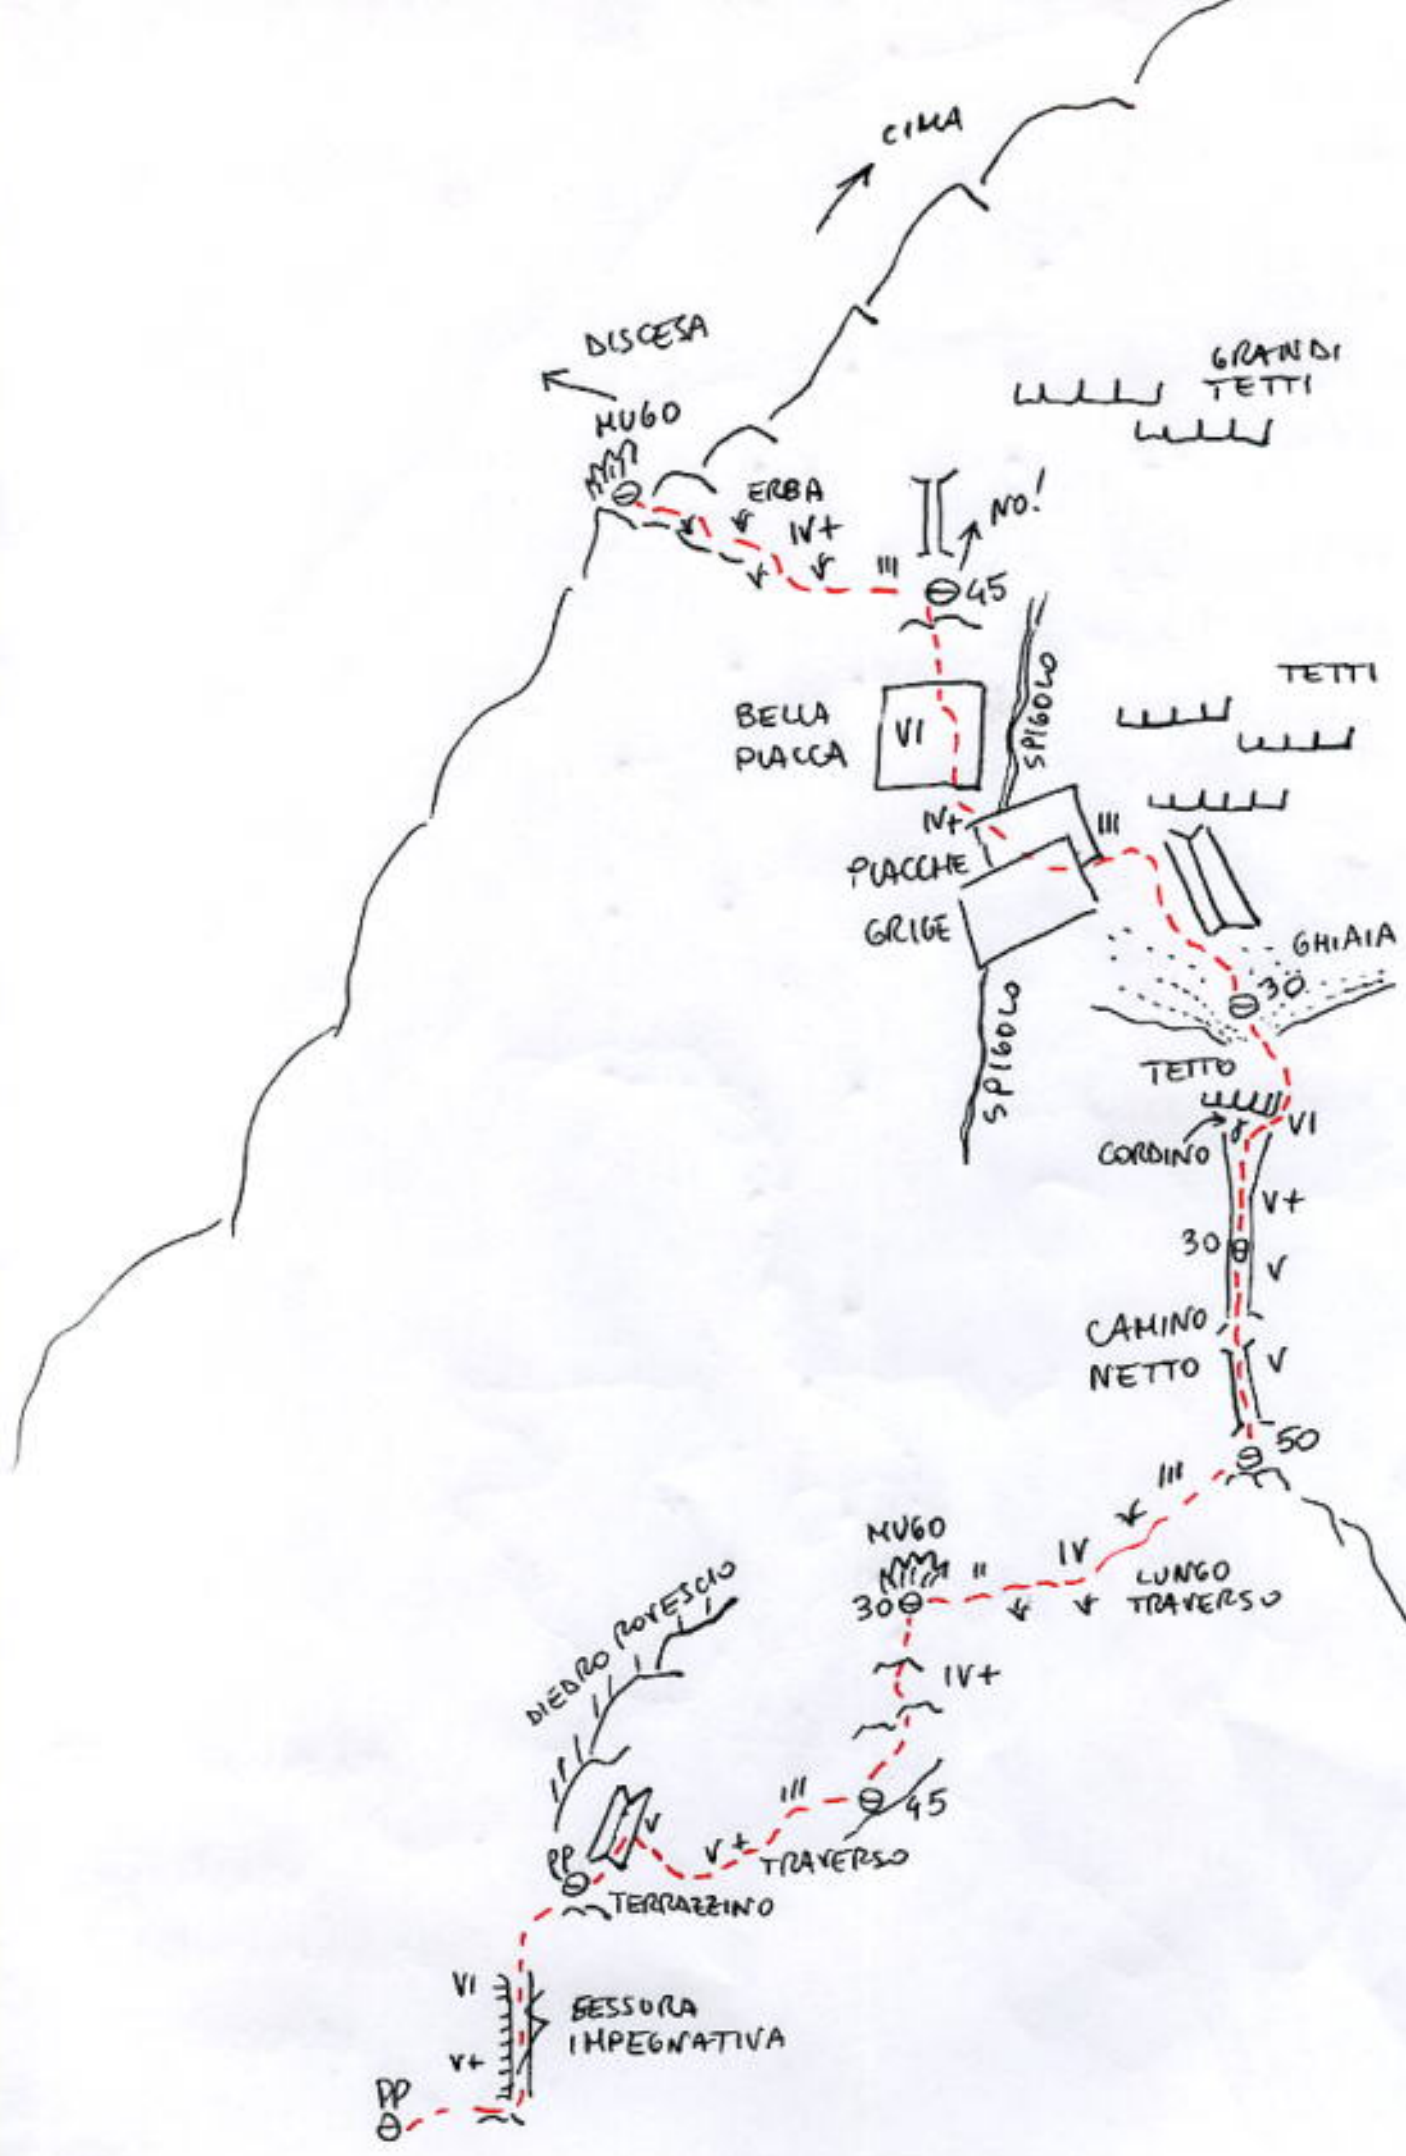 CIMA
DISCESA
GRANDI
TETTI
MUGO
ERBA
NO!
IV+
III
45
SPIGOLO
TETTI
BELLA
PLACCA
VI
IV+
III
PLACCHE
GRIGE
GHIAIA
30
SPIGOLO
TETTO
VI
CORDINO
V+
30
V
CAMINO
NETTO
V
50
III
MUGO
II
IV
LUNGO
TRAVERSO
30
DIEDRO ROVESCIO
IV+
III
45
V
V+
TRAVERSO
PP
TERRAZZINO
VI
FESSURA
IMPEGNATIVA
V+
PP